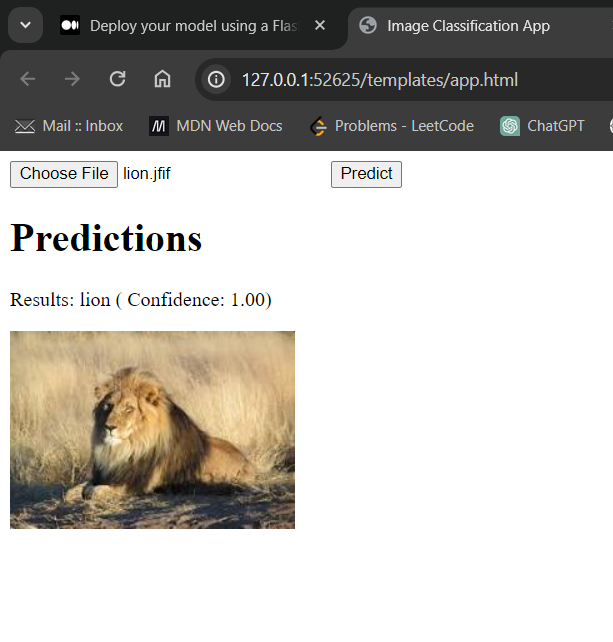 Deploy your model using a Flas
Image Classification App
127.0.0.1:52625/templates/app.html
Mail :: Inbox
MDN Web Docs
Problems - LeetCode
ChatGPT
Choose File lion.jfif
Predict
Predictions
Results: lion ( Confidence: 1.00)